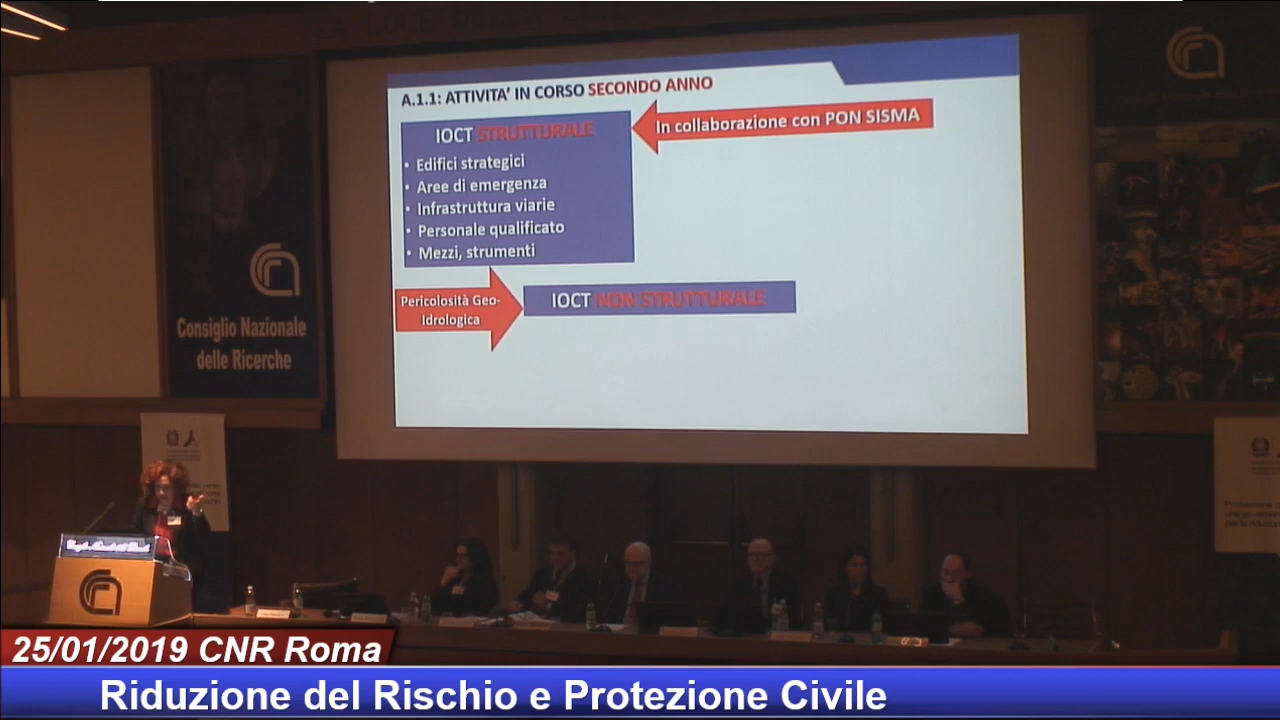 A.1.1: ATTIVITA' IN CORSO SECONDO ANNO
In collaborazione con PON SISMA
IOCT STRUTTURALE
• Edifici strategici
• Aree di emergenza
• Infrastruttura viarie
• Personale qualificato
• Mezzi, strumenti
Pericolosità Geo-
Idrologica
IOCT NON STRUTTURALE
Consiglio Nazionale
delle Ricerche
25/01/2019 CNR Roma
Riduzione del Rischio e Protezione Civile